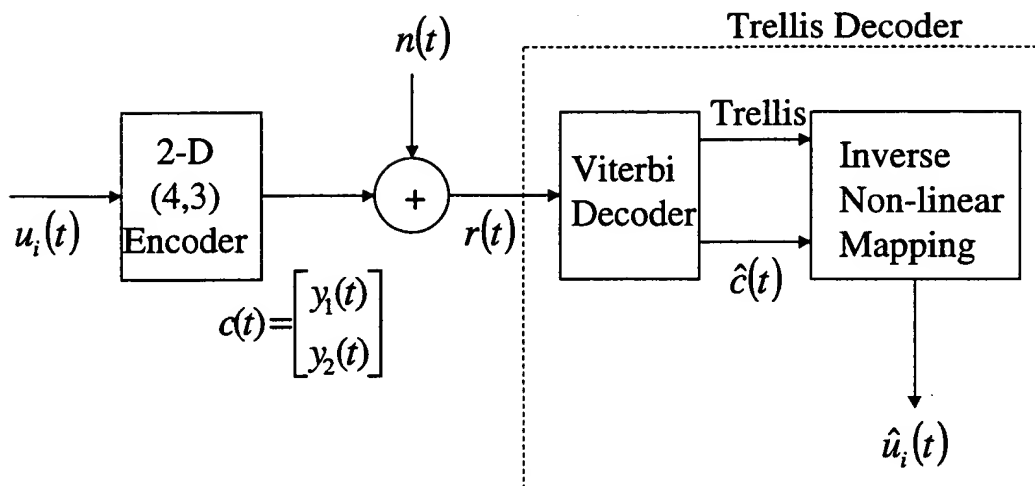 Trellis Decoder
n(t)
2-D
(4,3)
Encoder
u_i(t)
+
r(t)
c(t)=[y_1(t)
y_2(t)]
Viterbi
Decoder
Trellis
ĉ(t)
Inverse
Non-linear
Mapping
û_i(t)